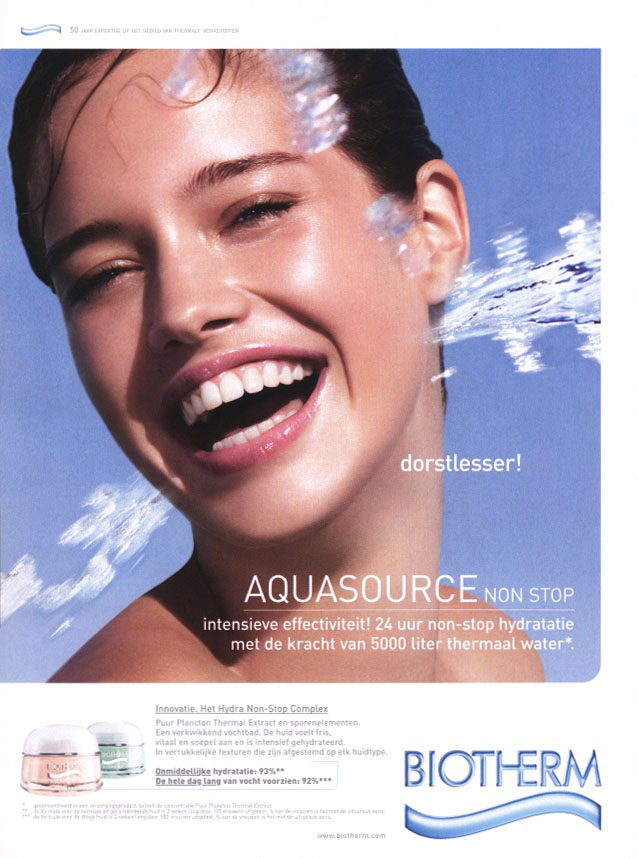 50 JAAR EXPERTISE OP HET GEBIED VAN THERMALE WERKSTOFFEN
dorstlesser!
AQUASOURCE NON STOP
intensieve effectiviteit! 24 uur non-stop hydratatie
met de kracht van 5000 liter thermaal water*.
Innovatie. Het Hydra Non-Stop Complex
Puur Plancton Thermal Extract en sporenelementen.
Een verkwikkend vochtbad. De huid voelt fris,
vitaal en soepel aan en is intensief gehydrateerd.
In verrukkelijke texturen die zijn afgestemd op elk huidtype.
Onmiddellijke hydratatie: 93%**
De hele dag lang van vocht voorzien: 92%***
BIOTHERM
www.biotherm.com